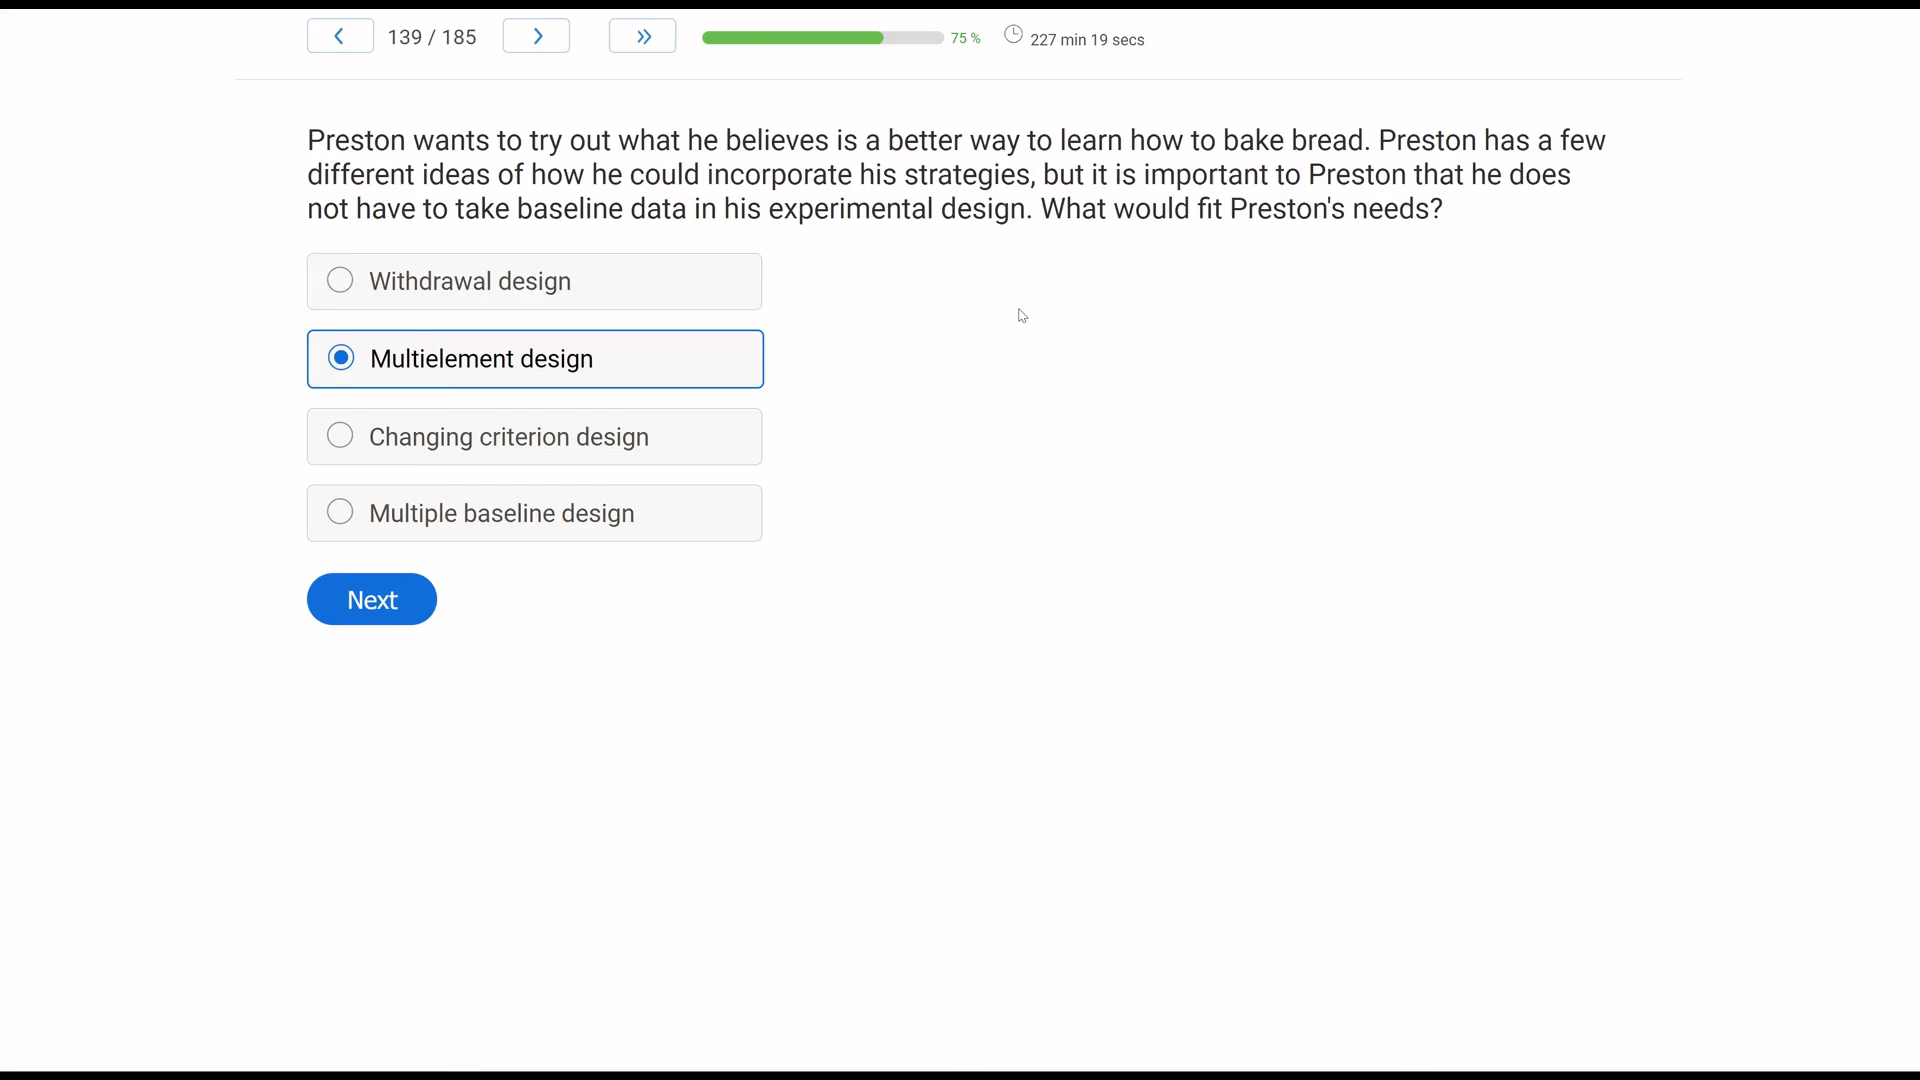 139 / 185
75 %
227 min 19 secs
Preston wants to try out what he believes is a better way to learn how to bake bread. Preston has a few
different ideas of how he could incorporate his strategies, but it is important to Preston that he does
not have to take baseline data in his experimental design. What would fit Preston's needs?
Withdrawal design
Multielement design
Changing criterion design
Multiple baseline design
Next